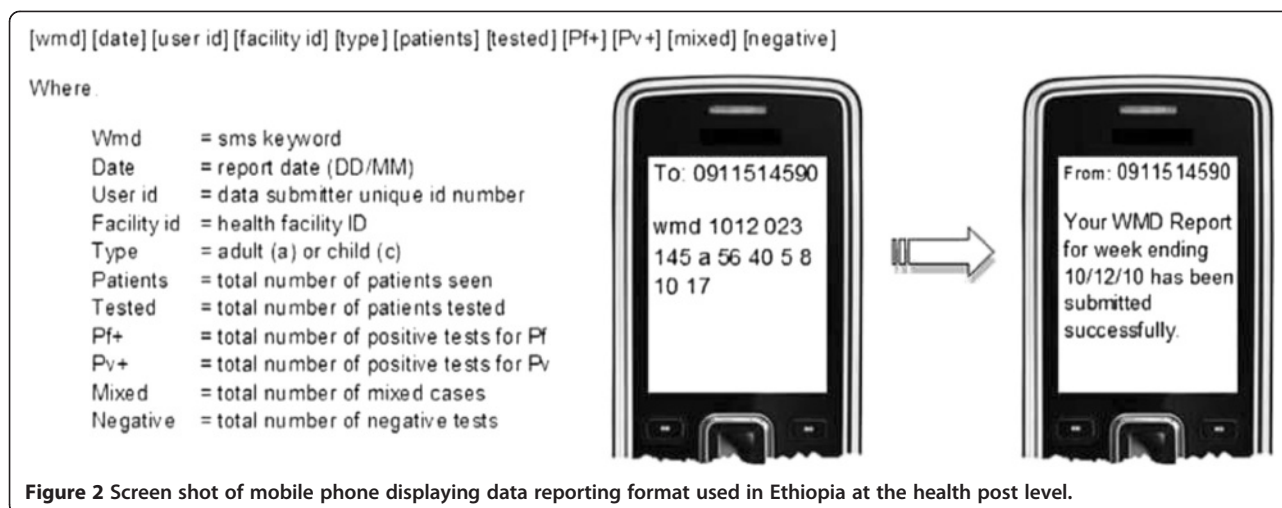 [wmd] [date] [user id] [facility id] [type] [patients] [tested] [Pf+] [Pv+] [mixed] [negative]
Where.
Wmd = sms keyword
Date = report date (DD/MM)
User id = data submitter unique id number
Facility id = health facility ID
Type = adult (a) or child (c)
Patients = total number of patients seen
Tested = total number of patients tested
Pf+ = total number of positive tests for Pf
Pv+ = total number of positive tests for Pv
Mixed = total number of mixed cases
Negative = total number of negative tests
To: 0911514590
wmd 1012 023
145 a 56 40 5 8
10 17
From: 0911514590
Your WMD Report
for week ending
10/12/10 has been
submitted
successfully.
Figure 2 Screen shot of mobile phone displaying data reporting format used in Ethiopia at the health post level.